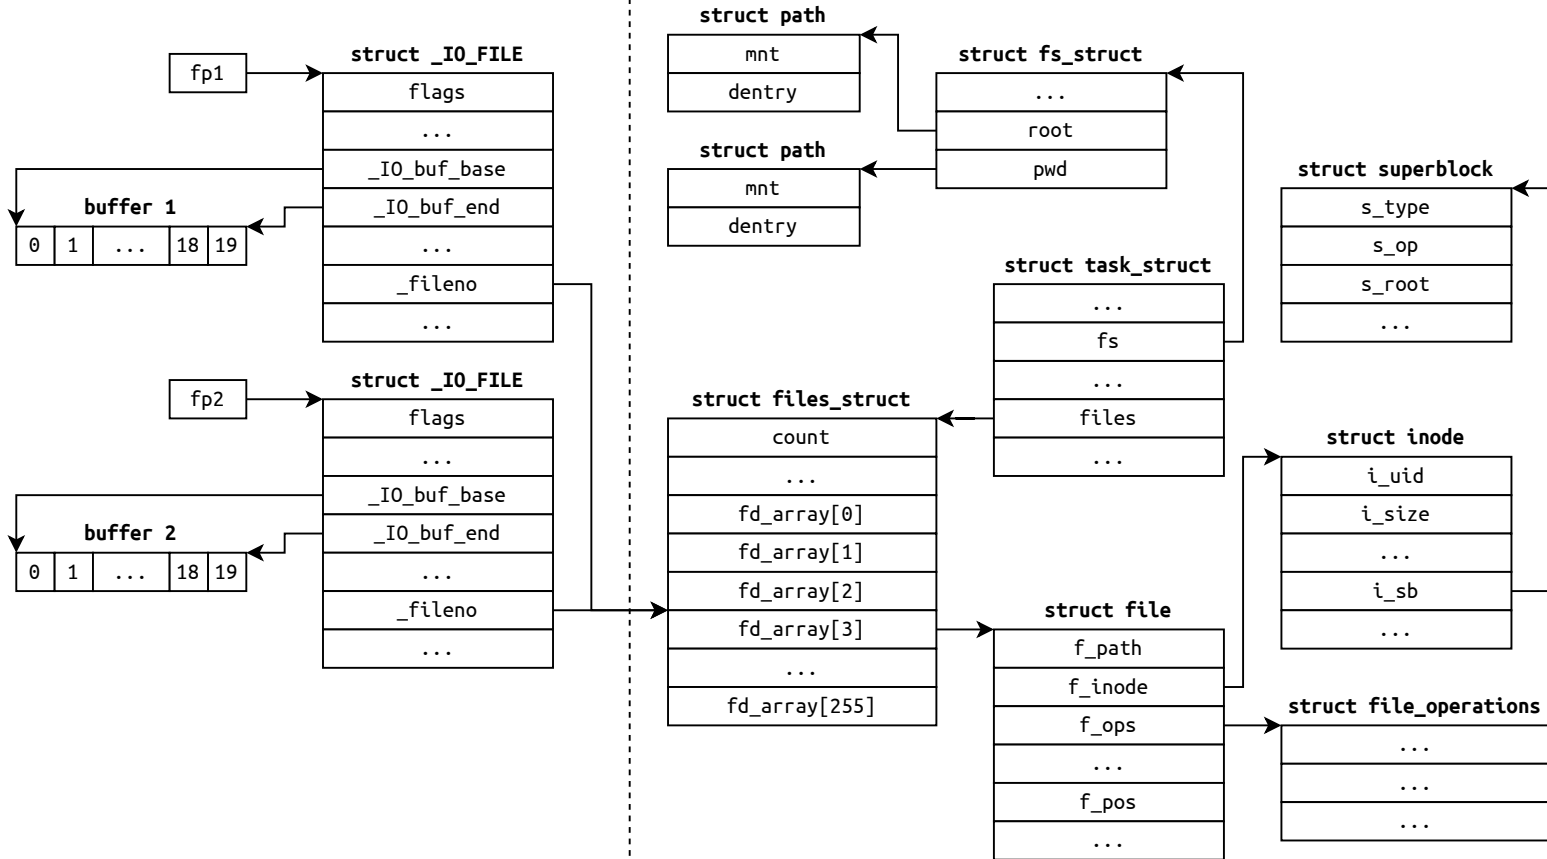 fp1
struct _IO_FILE
flags
...
_IO_buf_base
_IO_buf_end
...
_fileno
...
buffer 1
0 1 ... 18 19
fp2
struct _IO_FILE
flags
...
_IO_buf_base
_IO_buf_end
...
_fileno
...
buffer 2
0 1 ... 18 19
struct path
mnt
dentry
struct path
mnt
dentry
struct fs_struct
...
root
pwd
struct task_struct
...
fs
...
files
...
struct files_struct
count
...
fd_array[0]
fd_array[1]
fd_array[2]
fd_array[3]
...
fd_array[255]
struct file
f_path
f_inode
f_ops
...
f_pos
...
struct superblock
s_type
s_op
s_root
...
struct inode
i_uid
i_size
...
i_sb
...
struct file_operations
...
...
...